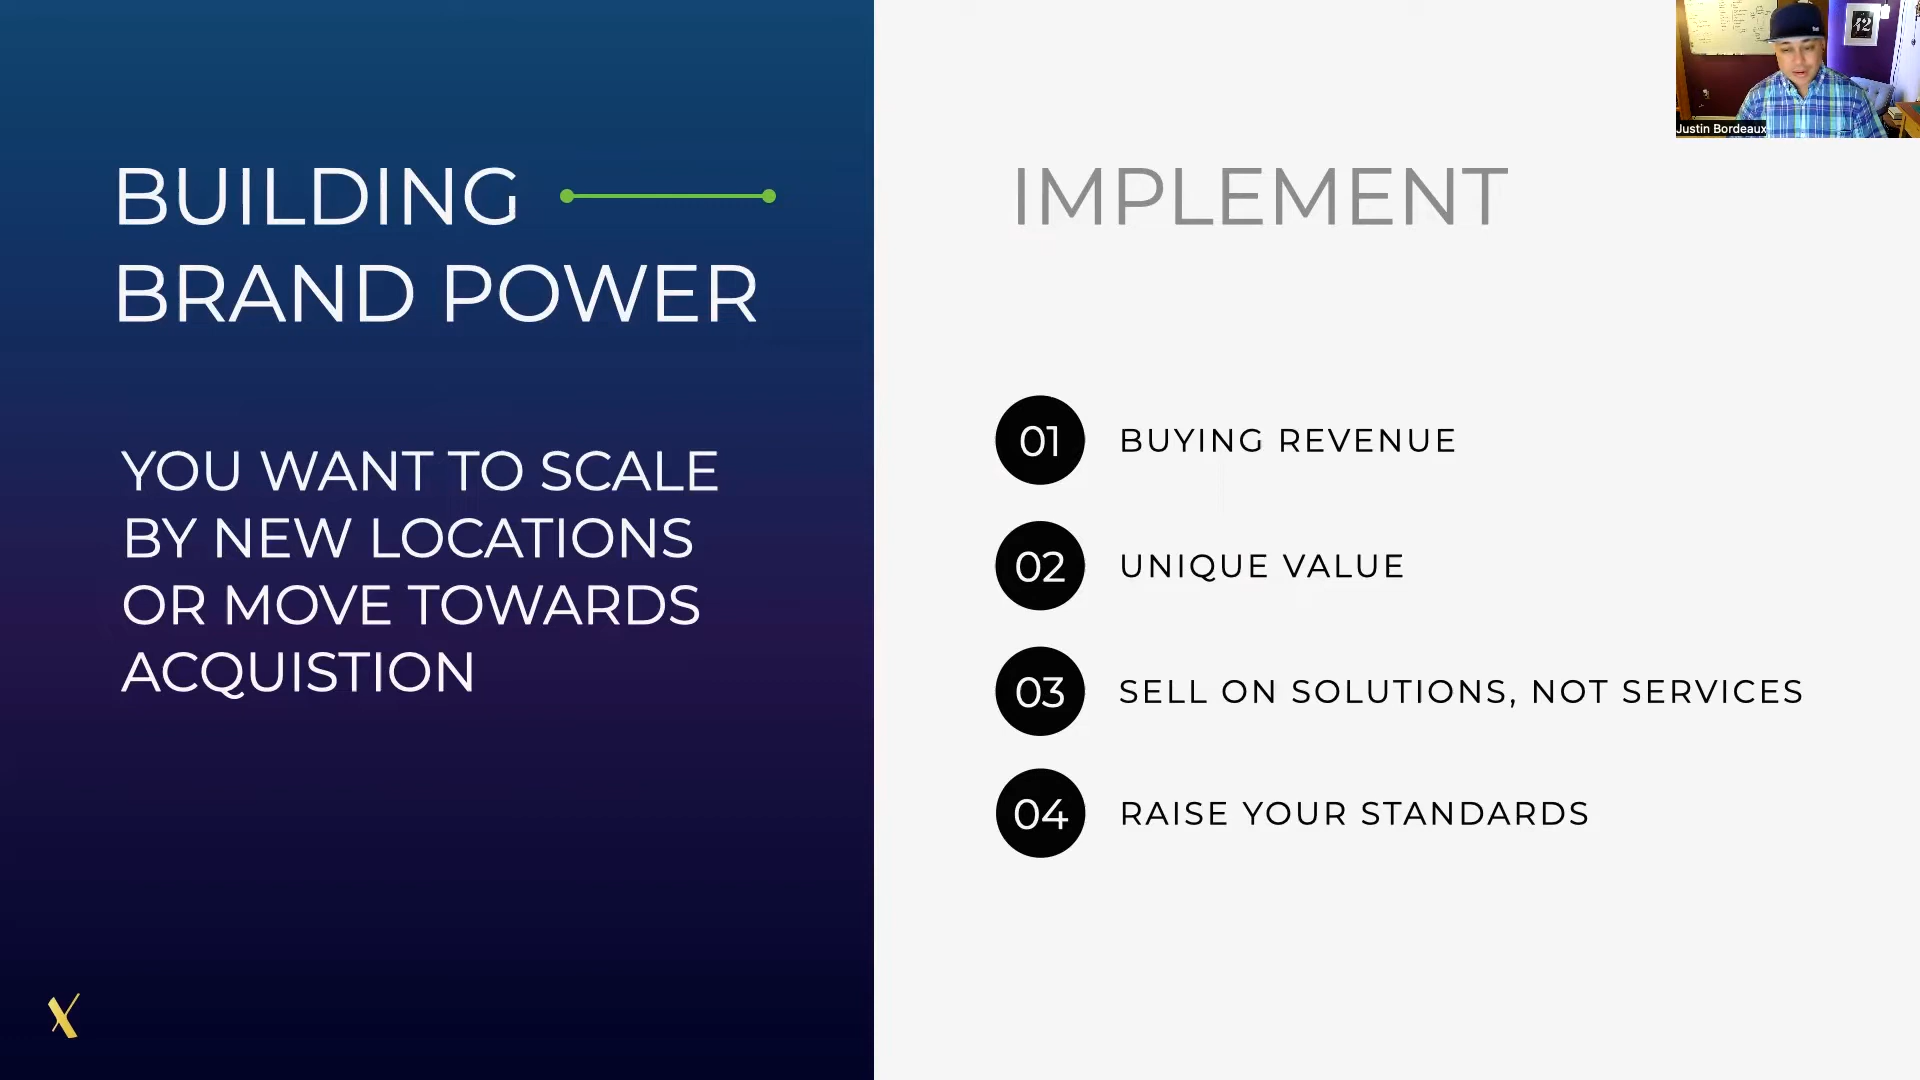 BUILDING
BRAND POWER
YOU WANT TO SCALE
BY NEW LOCATIONS
OR MOVE TOWARDS
ACQUISTION
X
IMPLEMENT
01 BUYING REVENUE
02 UNIQUE VALUE
03 SELL ON SOLUTIONS, NOT SERVICES
04 RAISE YOUR STANDARDS
42
Justin Bordeaux